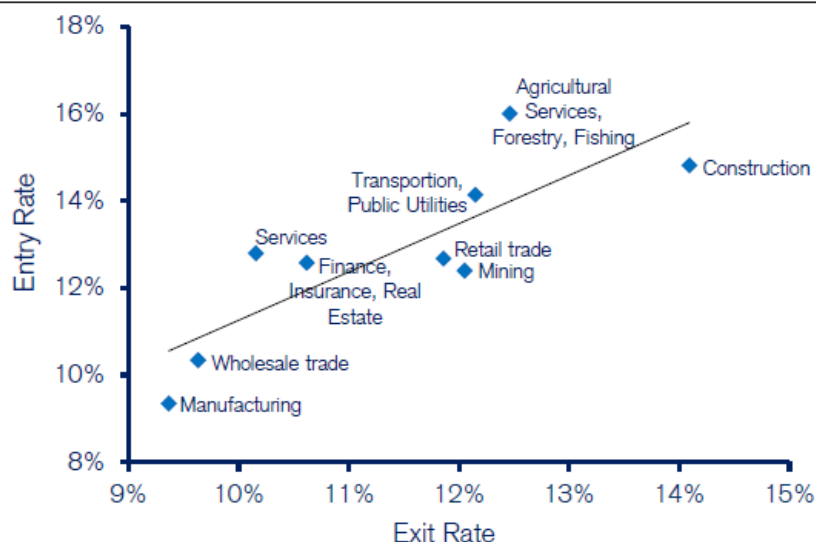 18%
16%
14%
12%
10%
8%
Entry Rate
Agricultural
Services,
Forestry, Fishing
Construction
Transportion,
Public Utilities
Services
Retail trade
Finance,
Mining
Insurance, Real
Estate
Wholesale trade
Manufacturing
9%
10%
11%
12%
13%
14%
15%
Exit Rate